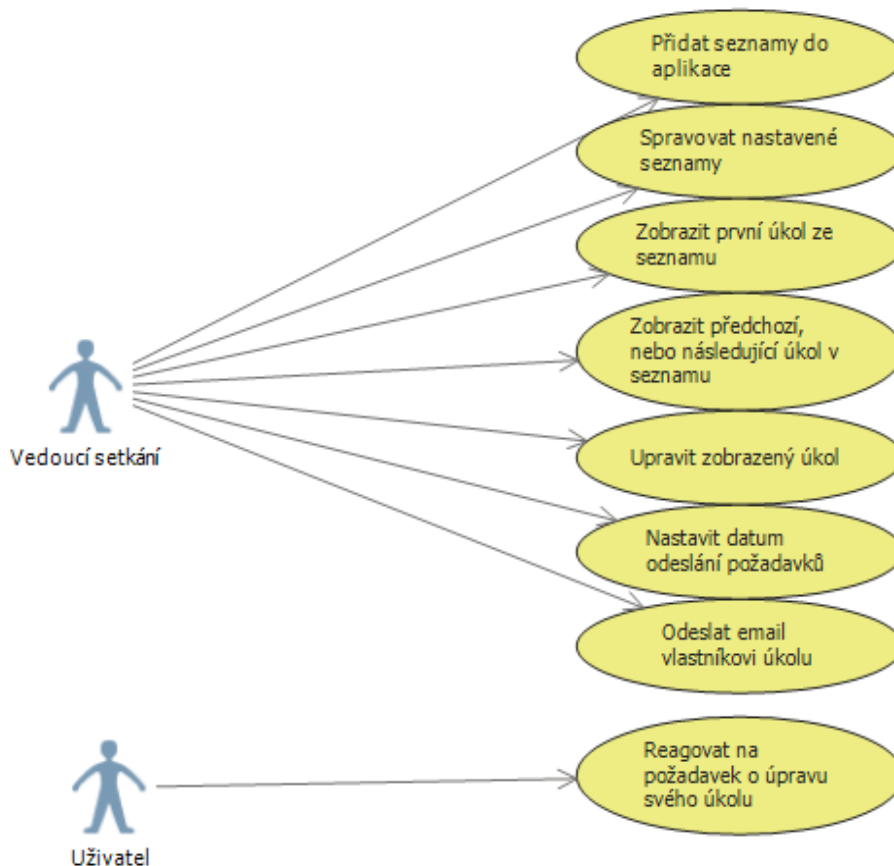 Přidat seznamy do
aplikace
Spravovat nastavené
seznamy
Zobrazit první úkol ze
seznamu
Zobrazit předchozí,
nebo následující úkol v
seznamu
Vedoucí setkání
Upravit zobrazený úkol
Nastavit datum
odeslání požadavků
Odeslat email
vlastníkovi úkolu
Reagovat na
požadavek o úpravu
svého úkolu
Uživatel